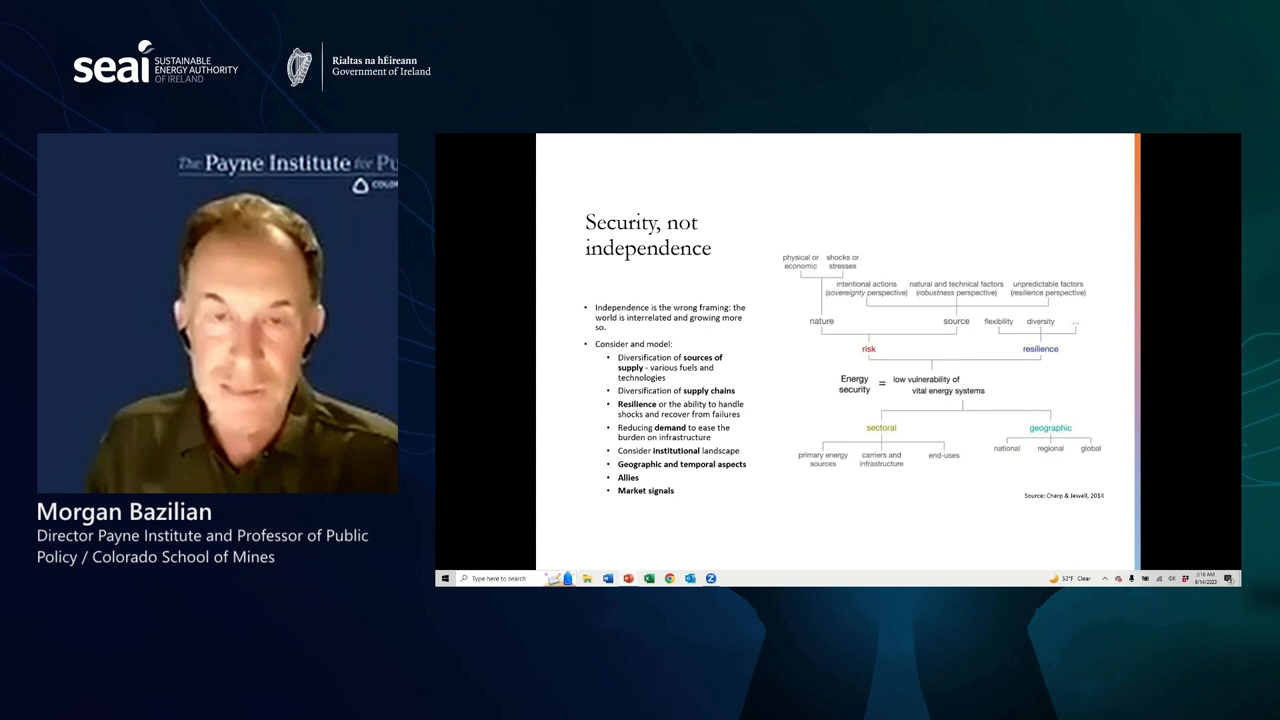 seai SUSTAINABLE
ENERGY AUTHORITY
OF IRELAND
Rialtas na hÉireann
Government of Ireland
The Payne Institute for Pu
Morgan Bazilian
Director Payne Institute and Professor of Public
Policy / Colorado School of Mines
Security, not
independence
• Independence is the wrong framing: the
world is interrelated and growing more
so.
• Consider and model:
• Diversification of sources of
supply - various fuels and
technologies
• Diversification of supply chains
• Resilience or the ability to handle
shocks and recover from failures
• Reducing demand to ease the
burden on infrastructure
• Consider institutional landscape
• Geographic and temporal aspects
• Allies
• Market signals
physical or economic
shocks or stresses
intentional actions
(sovereignty perspective)
natural and technical factors
(robustness perspective)
unpredictable factors
(resilience perspective)
nature
source
flexibility
diversity
...
risk
resilience
Energy
security
=
low vulnerability of
vital energy systems
sectoral
geographic
primary energy
sources
carriers and
infrastructure
end-uses
national
regional
global
Source: Cherp & Jewell, 2014
Type here to search
53°F Clear
9/14/2023